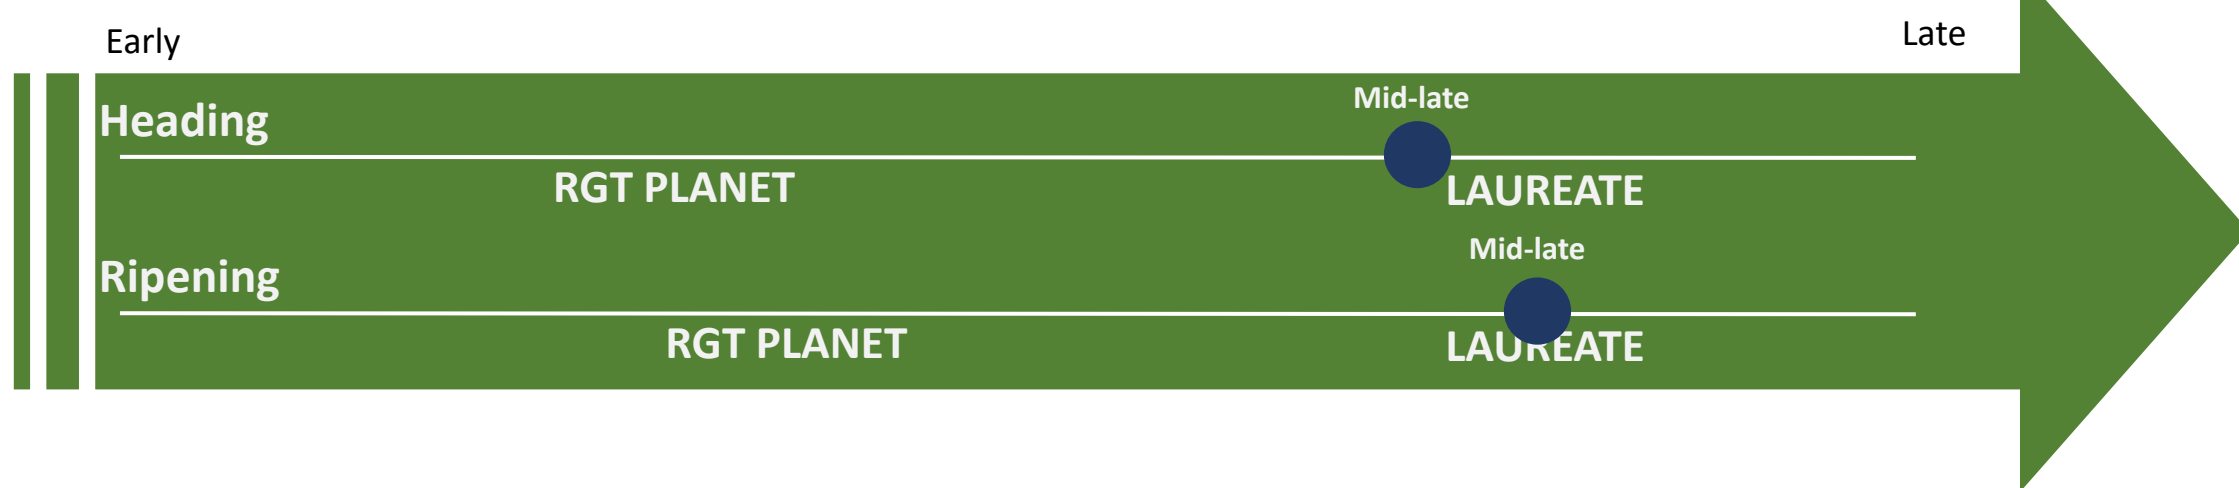 Early
Late
Heading
Mid-late
RGT PLANET
LAUREATE
Ripening
Mid-late
RGT PLANET
LAUREATE